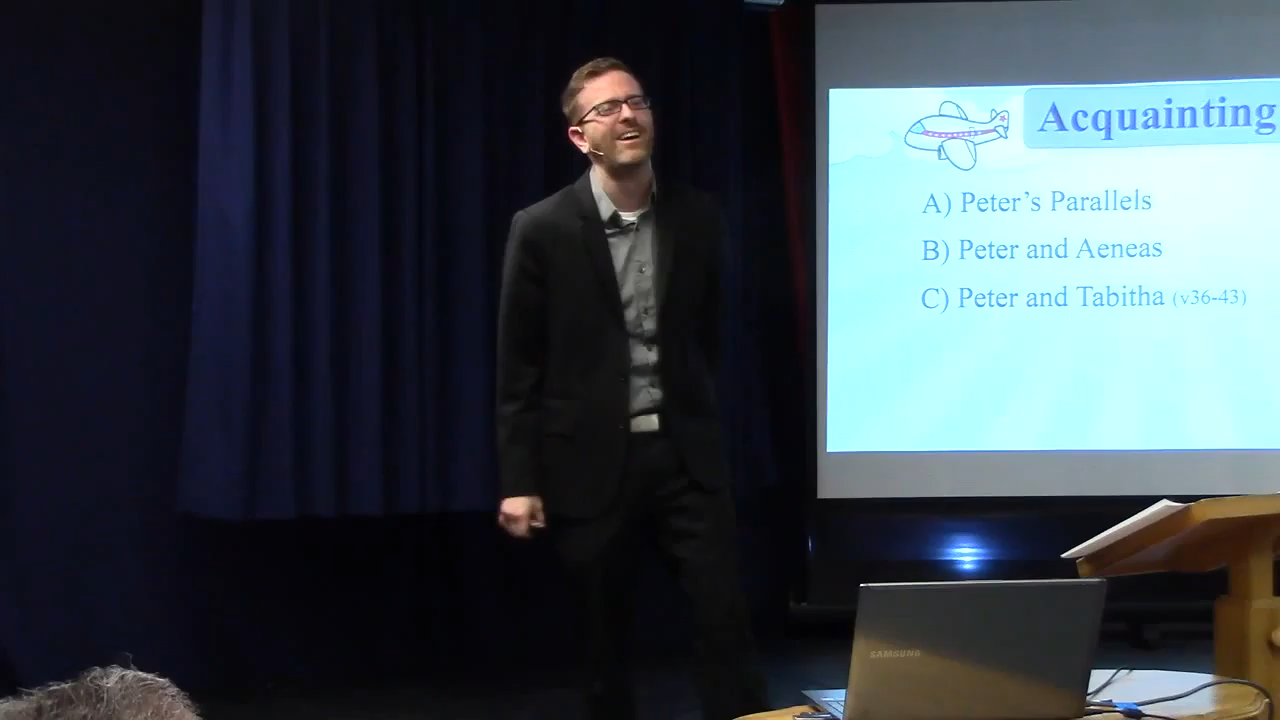 Acquainting
A) Peter's Parallels
B) Peter and Aeneas
C) Peter and Tabitha (v36-43)
SAMSUNG